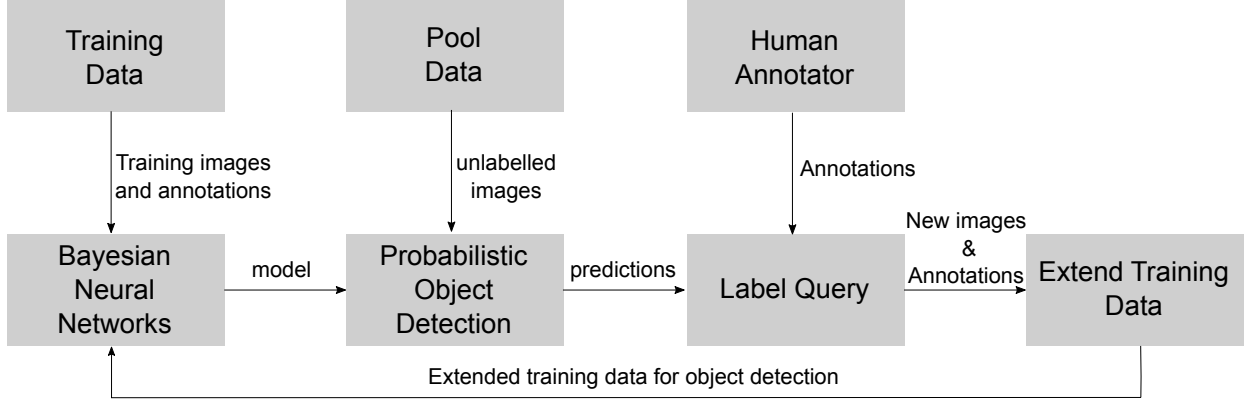 Training
Data
Pool
Data
Human
Annotator
Training images
and annotations
unlabelled
images
Annotations
Bayesian
Neural
Networks
model
Probabilistic
Object
Detection
predictions
Label Query
New images
&
Annotations
Extend Training
Data
Extended training data for object detection